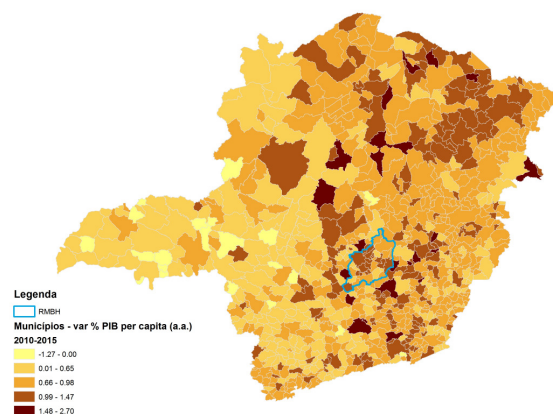 Legenda
RMBH
Municípios - var % PIB per capita (a.a.)
2010-2015
-1.27 - 0.00
0.01 - 0.65
0.66 - 0.98
0.99 - 1.47
1.48 - 2.70